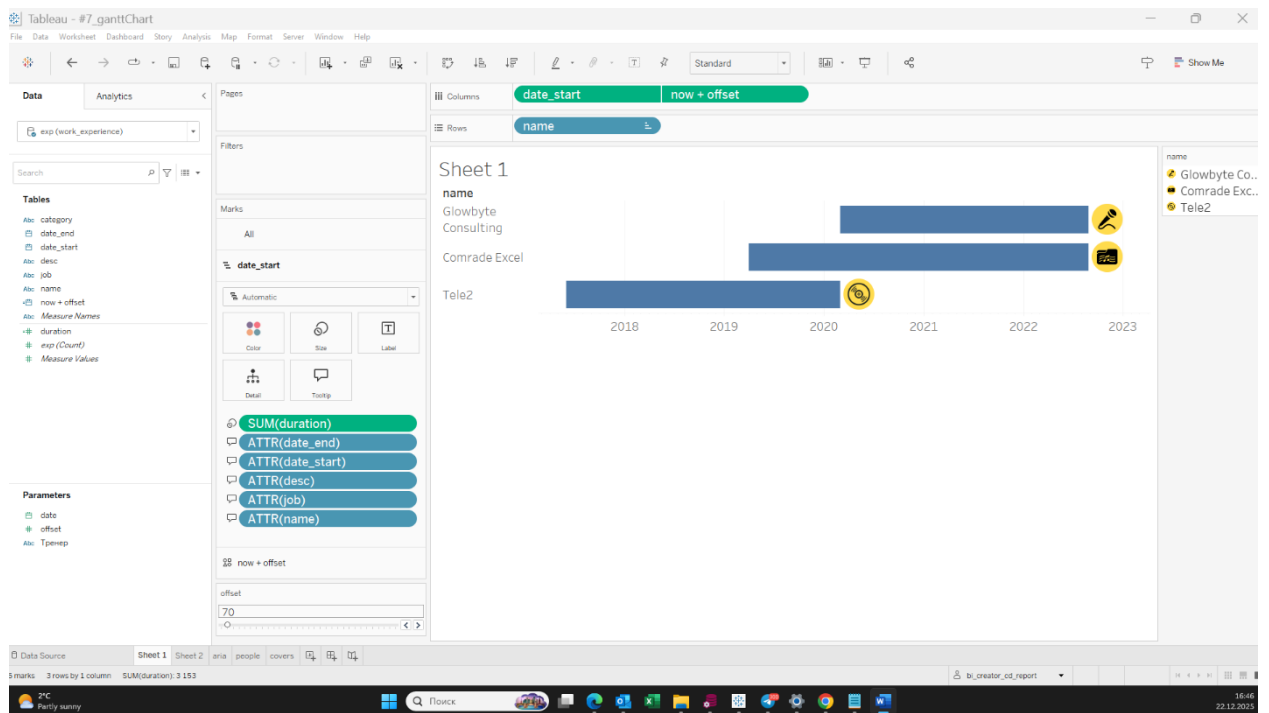 Tableau - #7_ganttChart
File Data Worksheet Dashboard Story Analysis Map Format Server Window Help
Standard
Show Me
Data Analytics
Pages
Columns date_start now + offset
exp (work_experience)
Rows name
Filters
Search
Tables
Abc category
date_end
date_start
Abc desc
Abc job
Abc name
now + offset
Abc Measure Names
duration
exp (Count)
Measure Values
Parameters
date
offset
Abc Тренер
Marks
All
date_start
Automatic
Color Size Label
Detail Tooltip
SUM(duration)
ATTR(date_end)
ATTR(date_start)
ATTR(desc)
ATTR(job)
ATTR(name)
now + offset
offset
70
Sheet 1
name
Glowbyte
Consulting
Comrade Excel
Tele2
2018 2019 2020 2021 2022 2023
name
Glowbyte Co..
Comrade Exc..
Tele2
Data Source Sheet 1 Sheet 2 aria people covers
marks 3 rows by 1 column SUM(duration): 3 153
bi_creator_cd_report
2°C
Partly sunny
Поиск
16:46
22.12.2025